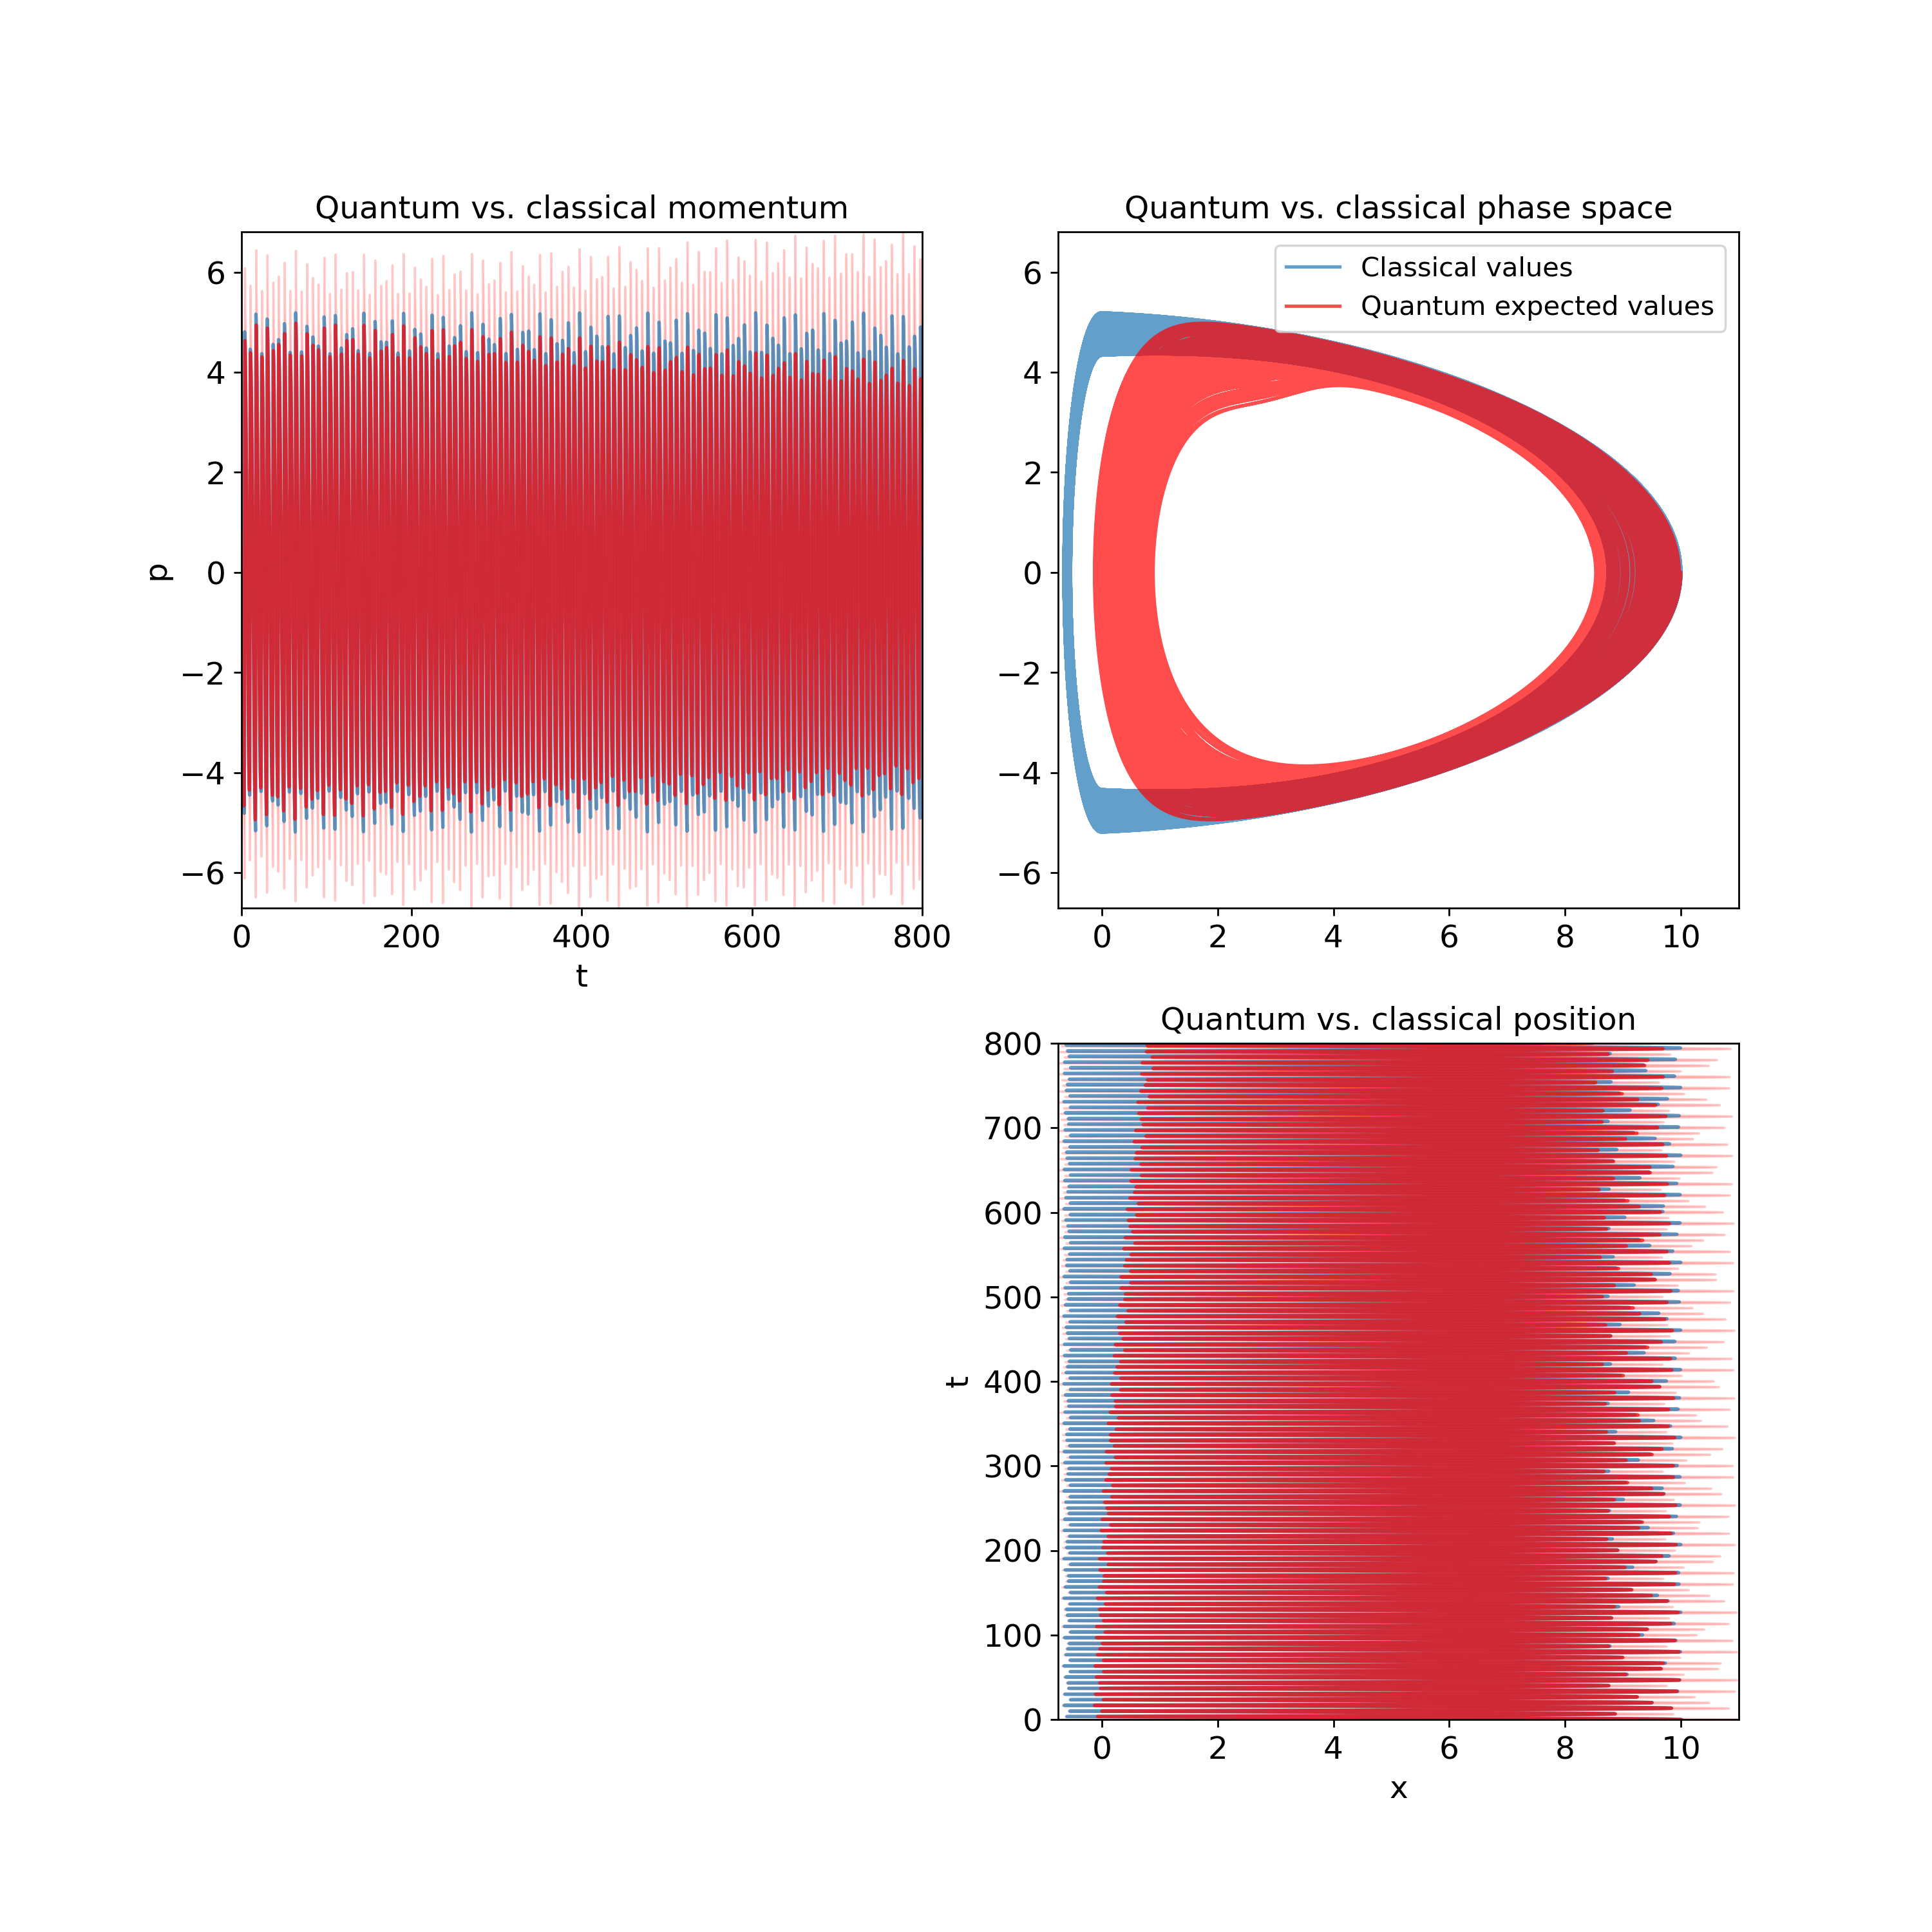 Quantum vs. classical momentum
6
4
2
0
−2
−4
−6
p
0 200 400 600 800
t
Quantum vs. classical phase space
Classical values
Quantum expected values
6
4
2
0
−2
−4
−6
0 2 4 6 8 10
Quantum vs. classical position
800
700
600
500
400
300
200
100
0
t
0 2 4 6 8 10
x